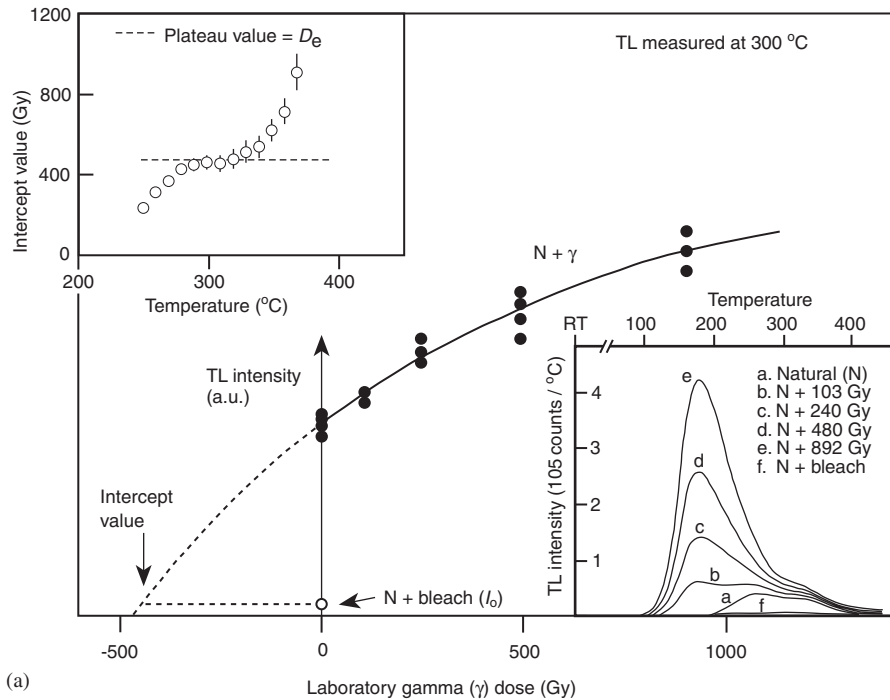 1200
800
400
0
Intercept value (Gy)
Plateau value = De
200
300
400
Temperature (°C)
TL measured at 300 °C
N + γ
TL intensity
(a.u.)
Intercept
value
N + bleach (Io)
Temperature
RT
100
200
300
400
4
3
2
1
TL intensity (105 counts / °C)
a. Natural (N)
b. N + 103 Gy
c. N + 240 Gy
d. N + 480 Gy
e. N + 892 Gy
f. N + bleach
e
d
c
b
a
f
-500
0
500
1000
Laboratory gamma (γ) dose (Gy)
(a)